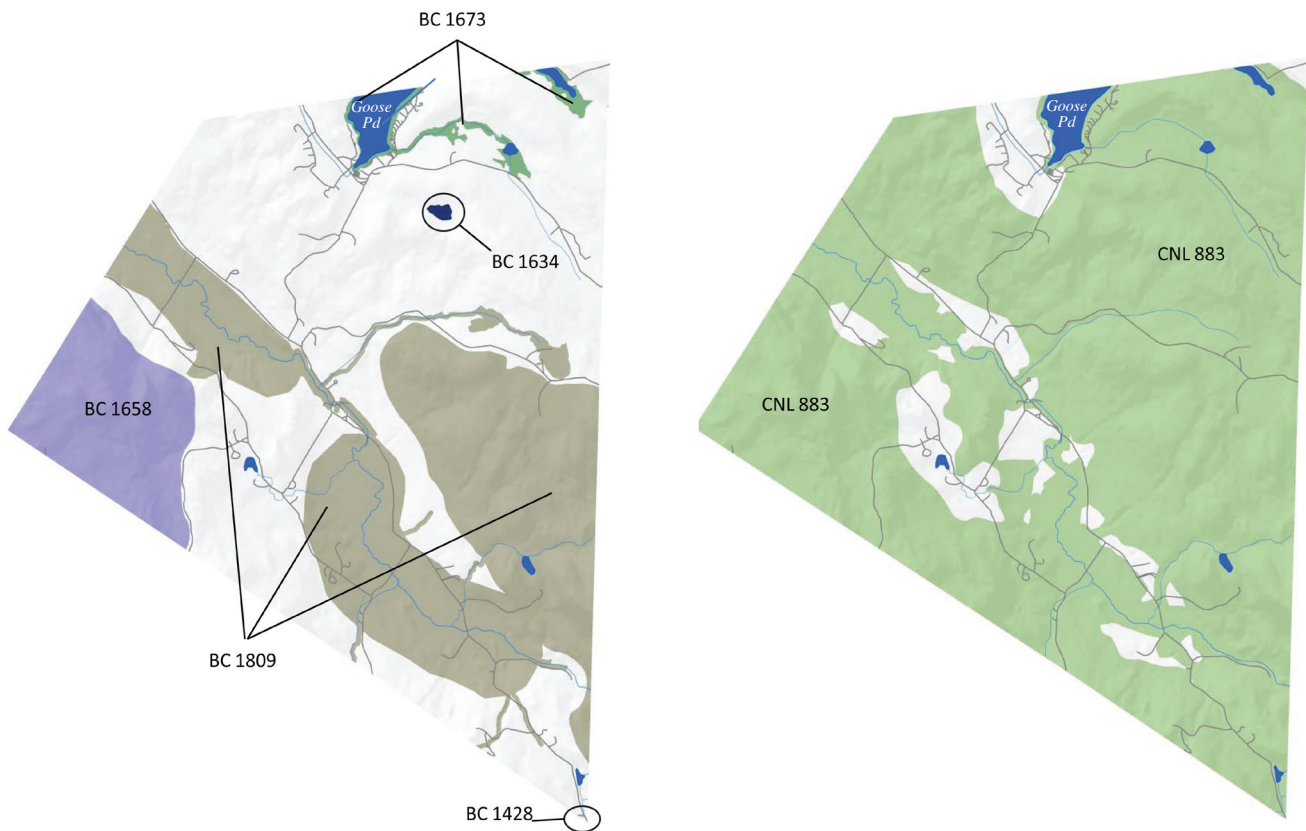 BC 1673
Goose
Pd
BC 1634
BC 1658
BC 1809
BC 1428
Goose
Pd
CNL 883
CNL 883